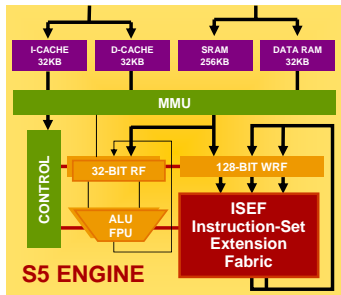 I-CACHE
32KB
D-CACHE
32KB
SRAM
256KB
DATA RAM
32KB
MMU
CONTROL
32-BIT RF
128-BIT WRF
ALU
FPU
ISEF
Instruction-Set
Extension
Fabric
S5 ENGINE